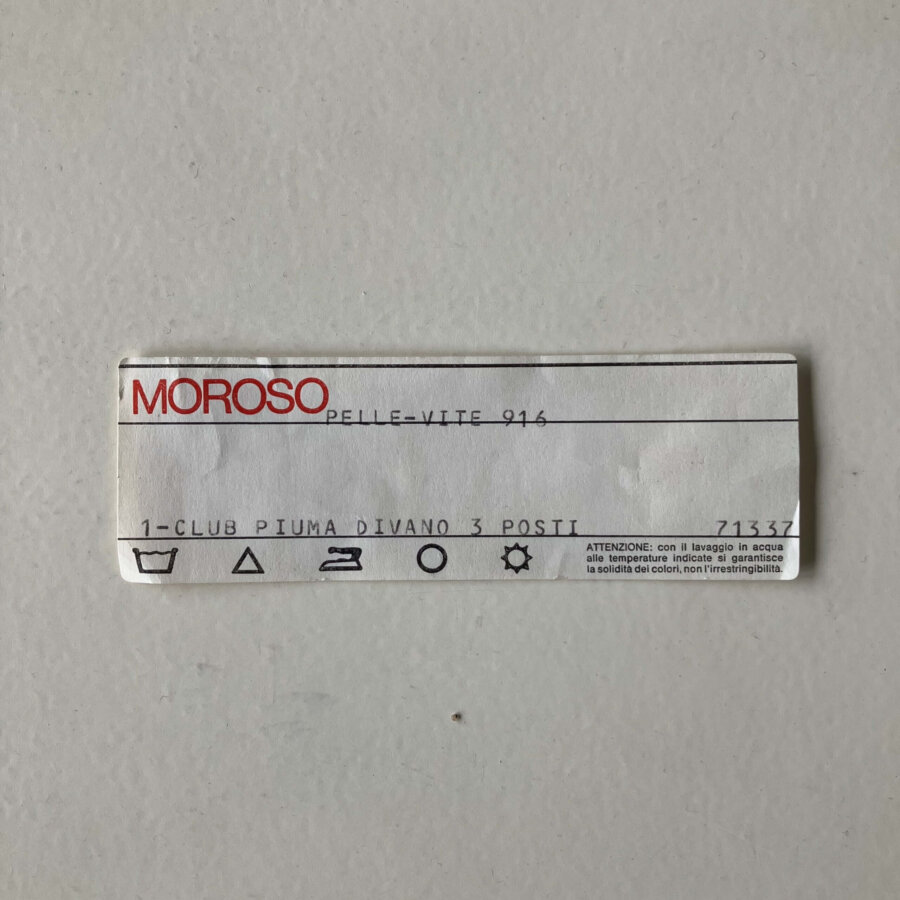 MOROSO
PELLE-VITE 916
1-CLUB PIUMA DIVANO 3 POSTI 71337
ATTENZIONE: con il lavaggio in acqua
alle temperature indicate si garantisce
la solidità dei colori, non l'irrestringibilità.